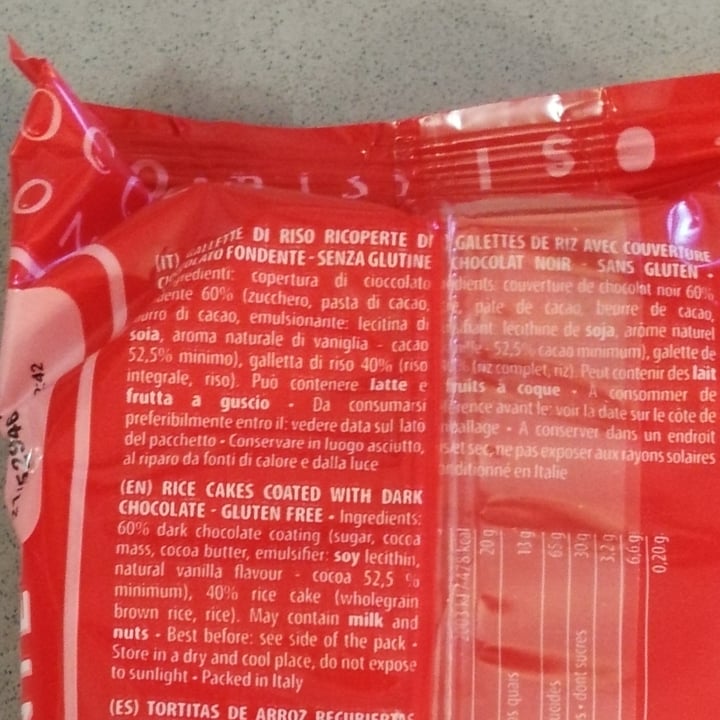 RISO
(IT) GALLETTE DI RISO RICOPERTE DI
CIOCCOLATO FONDENTE - SENZA GLUTINE
Ingredienti: copertura di cioccolato
fondente 60% (zucchero, pasta di cacao,
burro di cacao, emulsionante: lecitina di
soia, aroma naturale di vaniglia - cacao
52,5% minimo), galletta di riso 40% (riso
integrale, riso). Può contenere latte e
frutta a guscio - Da consumarsi
preferibilmente entro il: vedere data sul lato
del pacchetto - Conservare in luogo asciutto,
al riparo da fonti di calore e dalla luce
(EN) RICE CAKES COATED WITH DARK
CHOCOLATE - GLUTEN FREE - Ingredients:
60% dark chocolate coating (sugar, cocoa
mass, cocoa butter, emulsifier: soy lecithin,
natural vanilla flavour - cocoa 52,5 %
minimum), 40% rice cake (wholegrain
brown rice, rice). May contain milk and
nuts - Best before: see side of the pack -
Store in a dry and cool place, do not expose
to sunlight - Packed in Italy
(ES) TORTITAS DE ARROZ RECUBIERTAS
GALETTES DE RIZ AVEC COUVERTURE
CHOCOLAT NOIR - SANS GLUTEN -
couverture de chocolat noir 60%
pate de cacao, beurre de cacao,
lecithine de soja, arôme naturel
- 52,5% cacao minimum), galette de
(riz complet, riz). Peut contenir des lait
fruits à coque - A consommer de
avant le: voir la date sur le côte de
- A conserver dans un endroit
sec, ne pas exposer aux rayons solaires
en Italie
478 kcal
20 g
13 g
65 g
30 g
3,2 g
6,6 g
0,20 g
- dont sucres